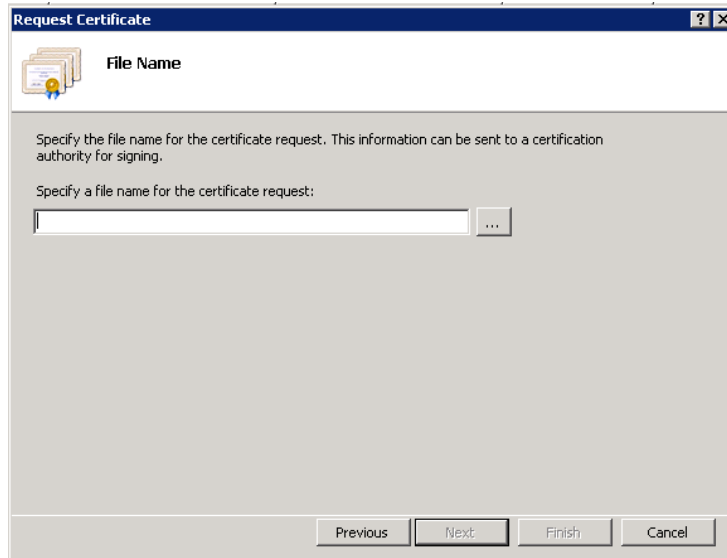 Request Certificate
File Name
Specify the file name for the certificate request. This information can be sent to a certification
authority for signing.
Specify a file name for the certificate request:
...
Previous Next Finish Cancel